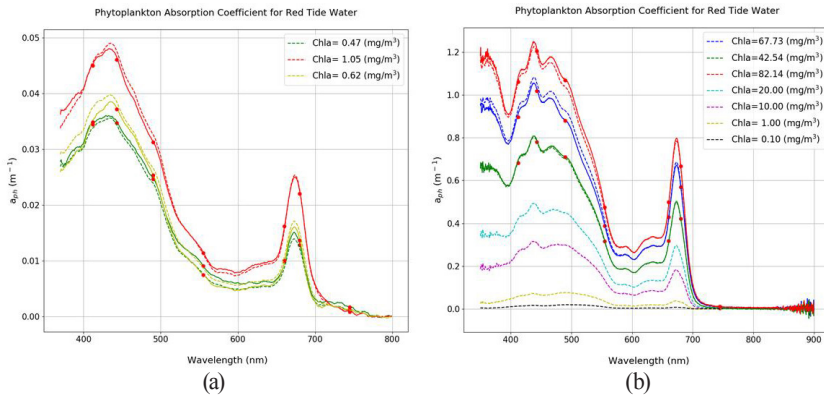 Phytoplankton Absorption Coefficient for Red Tide Water
Chla= 0.47 (mg/m³)
Chla= 1.05 (mg/m³)
Chla= 0.62 (mg/m³)
0.05
0.04
0.03
0.02
0.01
0.00
aₚₕ (m⁻¹)
400
500
600
700
800
Wavelength (nm)
(a)
Phytoplankton Absorption Coefficient for Red Tide Water
Chla=67.73 (mg/m³)
Chla=42.54 (mg/m³)
Chla=82.14 (mg/m³)
Chla=20.00 (mg/m³)
Chla=10.00 (mg/m³)
Chla= 1.00 (mg/m³)
Chla= 0.10 (mg/m³)
1.2
1.0
0.8
0.6
0.4
0.2
0.0
aₚₕ (m⁻¹)
400
500
600
700
800
900
Wavelength (nm)
(b)